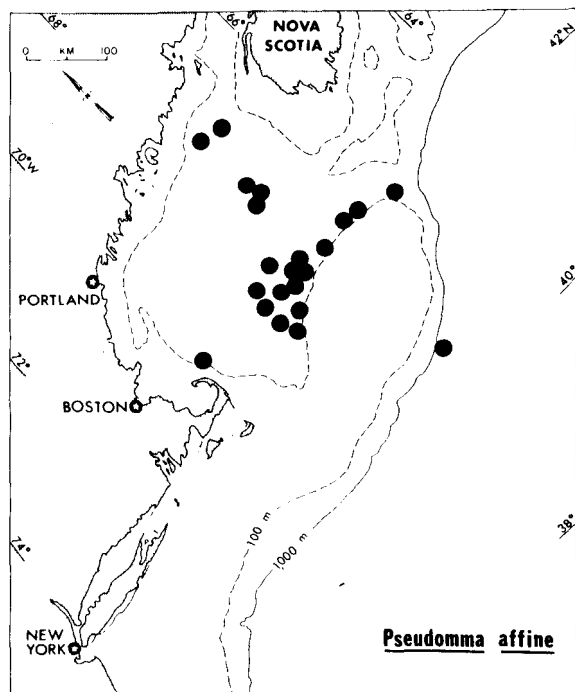 68°
66°
64°
42°N
NOVA
SCOTIA
0 KM 100
70°W
40°
PORTLAND
72°
BOSTON
38°
74°
100 m
1000 m
NEW
YORK
Pseudomma affine